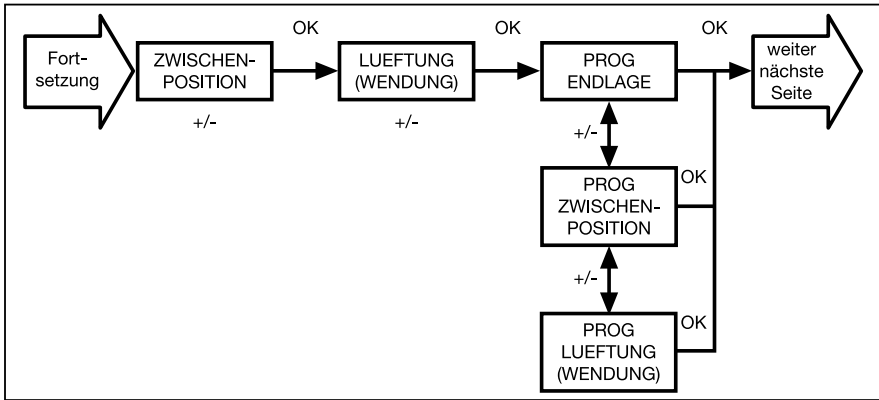 Fort-
setzung
ZWISCHEN-
POSITION
+/-
OK
LUEFTUNG
(WENDUNG)
+/-
OK
PROG
ENDLAGE
OK
weiter
nächste
Seite
+/-
PROG
ZWISCHEN-
POSITION
OK
+/-
PROG
LUEFTUNG
(WENDUNG)
OK